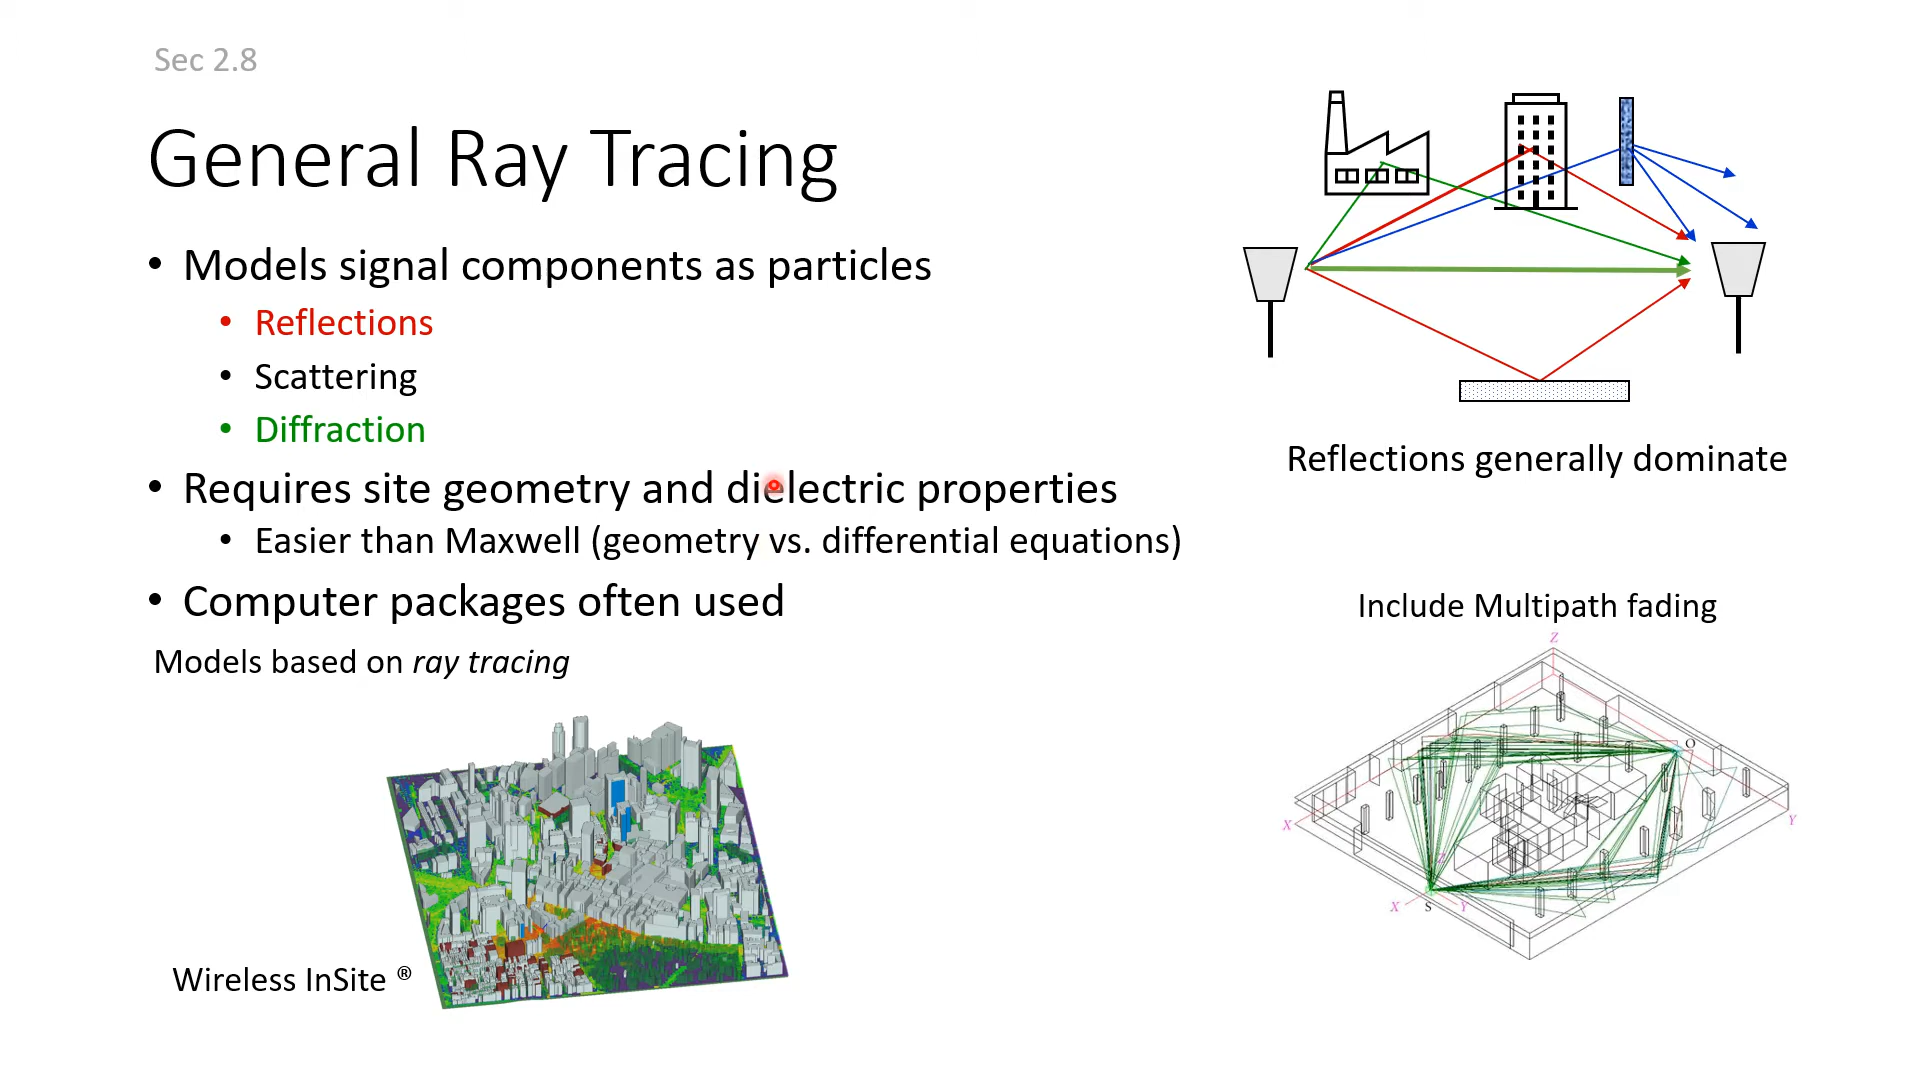 Sec 2.8
General Ray Tracing
• Models signal components as particles
• Reflections
• Scattering
• Diffraction
• Requires site geometry and dielectric properties
• Easier than Maxwell (geometry vs. differential equations)
• Computer packages often used
Models based on ray tracing
Wireless InSite ®
Reflections generally dominate
Include Multipath fading
Z
O
X
Y
Z
X
S
Y